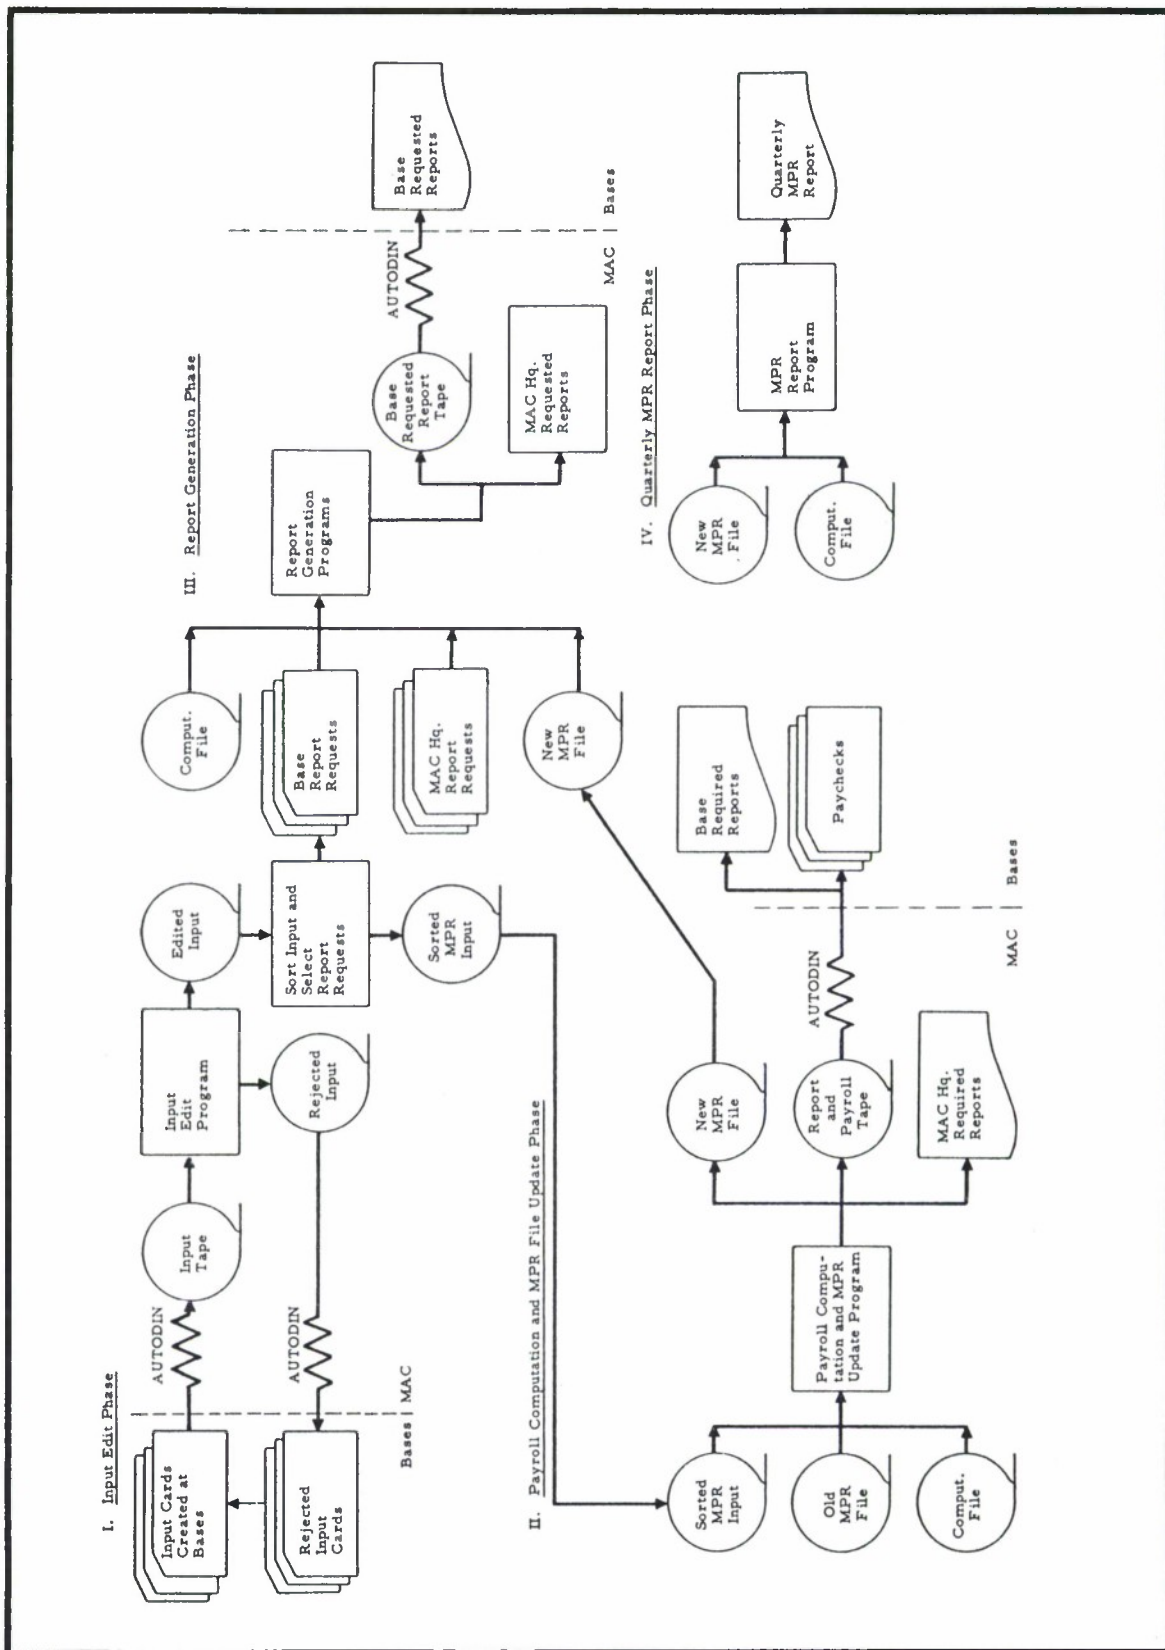 I. Input Edit Phase
Input Cards
Created at
Bases
AUTODIN
Input
Tape
Input
Edit
Program
Edited
Input
Rejected
Input
Cards
AUTODIN
Rejected
Input
Bases
MAC
Sort Input and
Select
Report
Requests
Sorted
MPR
Input
III. Report Generation Phase
Comput.
File
Base
Report
Requests
MAC Hq.
Report
Requests
New
MPR
File
Report
Generation
Programs
Base
Requested
Report
Tape
AUTODIN
Base
Requested
Reports
MAC Hq.
Requested
Reports
MAC
Bases
II. Payroll Computation and MPR File Update Phase
Sorted
MPR
Input
Old
MPR
File
Comput.
File
Payroll Compu-
tation and MPR
Update Program
New
MPR
File
Report
and
Payroll
Tape
MAC Hq.
Required
Reports
AUTODIN
Base
Required
Reports
Paychecks
MAC
Bases
IV. Quarterly MPR Report Phase
New
MPR
File
Comput.
File
MPR
Report
Program
Quarterly
MPR
Report